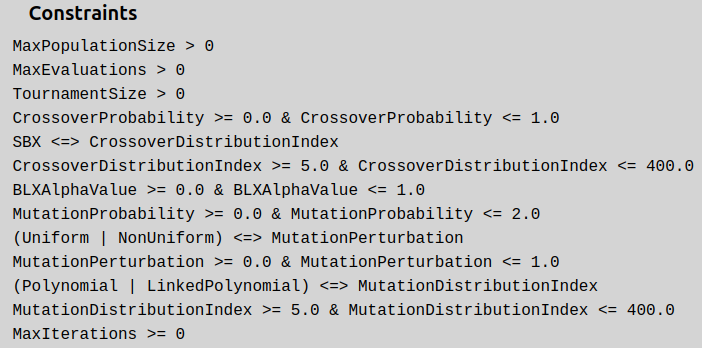 Constraints
MaxPopulationSize > 0
MaxEvaluations > 0
TournamentSize > 0
CrossoverProbability >= 0.0 & CrossoverProbability <= 1.0
SBX <=> CrossoverDistributionIndex
CrossoverDistributionIndex >= 5.0 & CrossoverDistributionIndex <= 400.0
BLXAlphaValue >= 0.0 & BLXAlphaValue <= 1.0
MutationProbability >= 0.0 & MutationProbability <= 2.0
(Uniform | NonUniform) <=> MutationPerturbation
MutationPerturbation >= 0.0 & MutationPerturbation <= 1.0
(Polynomial | LinkedPolynomial) <=> MutationDistributionIndex
MutationDistributionIndex >= 5.0 & MutationDistributionIndex <= 400.0
MaxIterations >= 0